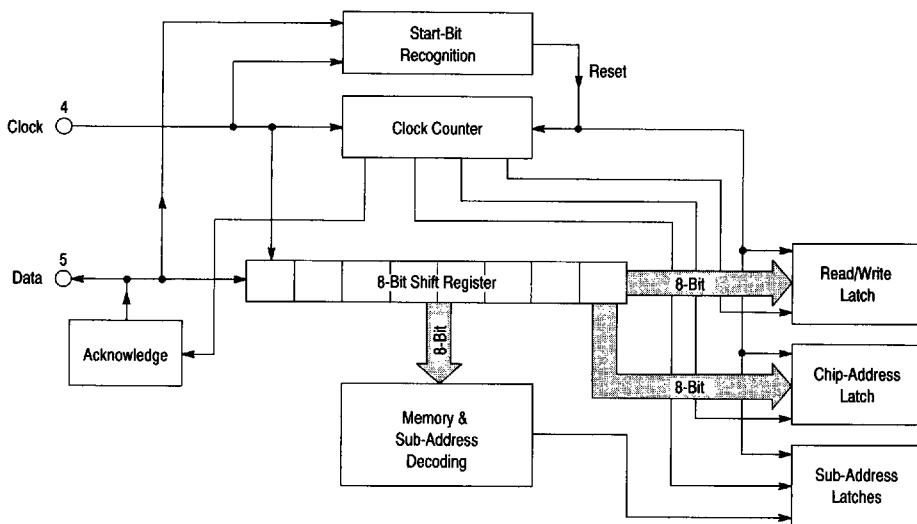 Start-Bit
Recognition
Reset
4
Clock
Clock Counter
5
Data
8-Bit Shift Register
8-Bit
Read/Write
Latch
8-Bit
Acknowledge
8-Bit
Chip-Address
Latch
Memory &
Sub-Address
Decoding
Sub-Address
Latches